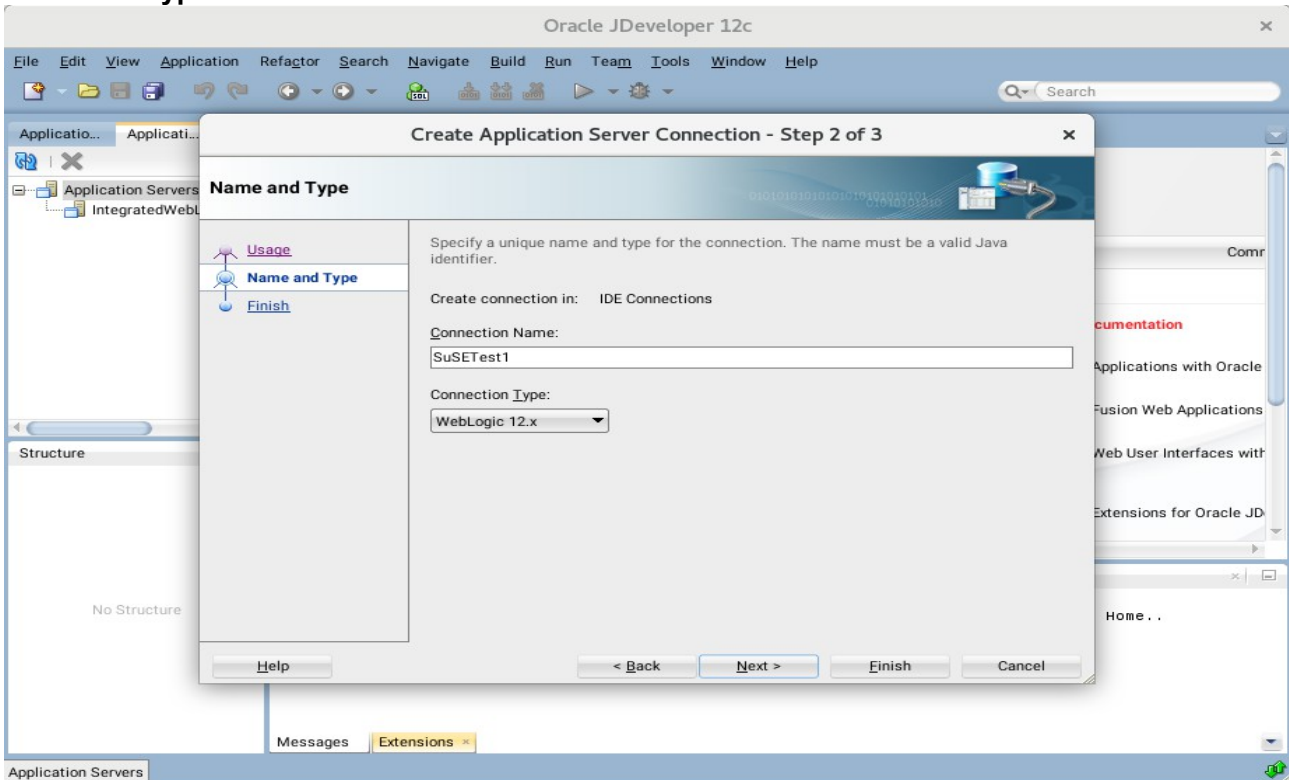 Oracle JDeveloper 12c
File Edit View Application Refactor Search Navigate Build Run Team Tools Window Help
SQL
Search
Applicatio... Applicati...
Application Servers
IntegratedWebL
Create Application Server Connection - Step 2 of 3
Name and Type
Usage
Name and Type
Finish
Specify a unique name and type for the connection. The name must be a valid Java
identifier.
Create connection in: IDE Connections
Connection Name:
SuSETest1
Connection Type:
WebLogic 12.x
Help < Back Next > Finish Cancel
Comm
cumentation
Applications with Oracle
Fusion Web Applications
Web User Interfaces with
Extensions for Oracle JD
Structure
No Structure
Home..
Messages Extensions
Application Servers